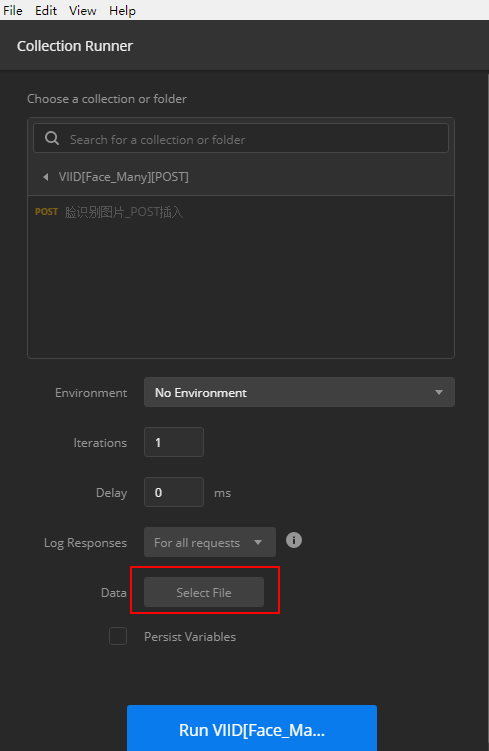 File Edit View Help
Collection Runner
Choose a collection or folder
Search for a collection or folder
VIID[Face_Many][POST]
POST 脸识别图片_POST插入
Environment No Environment
Iterations 1
Delay 0 ms
Log Responses For all requests
Data Select File
Persist Variables
Run VIID[Face_Ma...